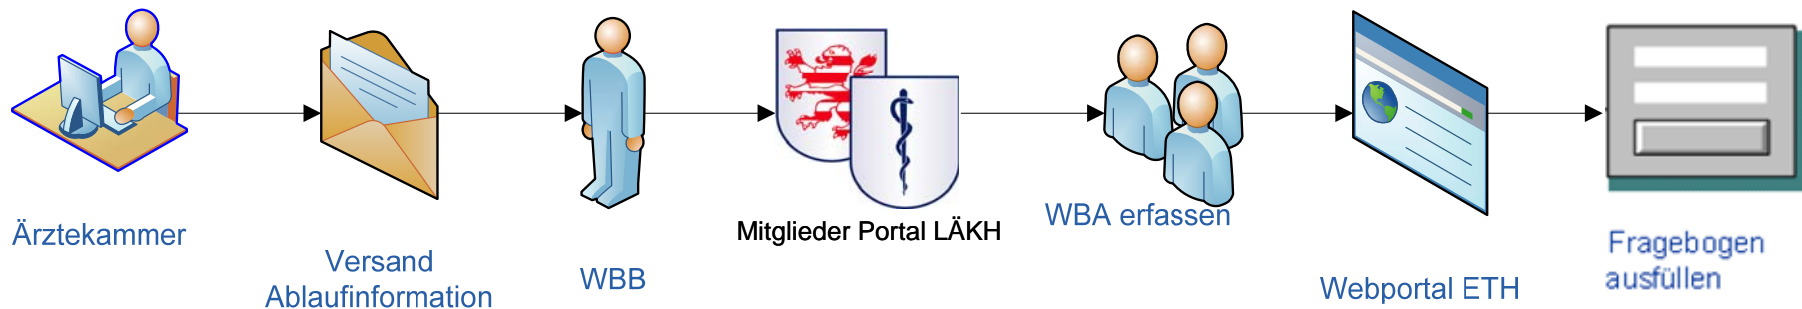 Ärztekammer
Versand
Ablaufinformation
WBB
Mitglieder Portal LÄKH
WBA erfassen
Webportal ETH
Fragebogen
ausfüllen